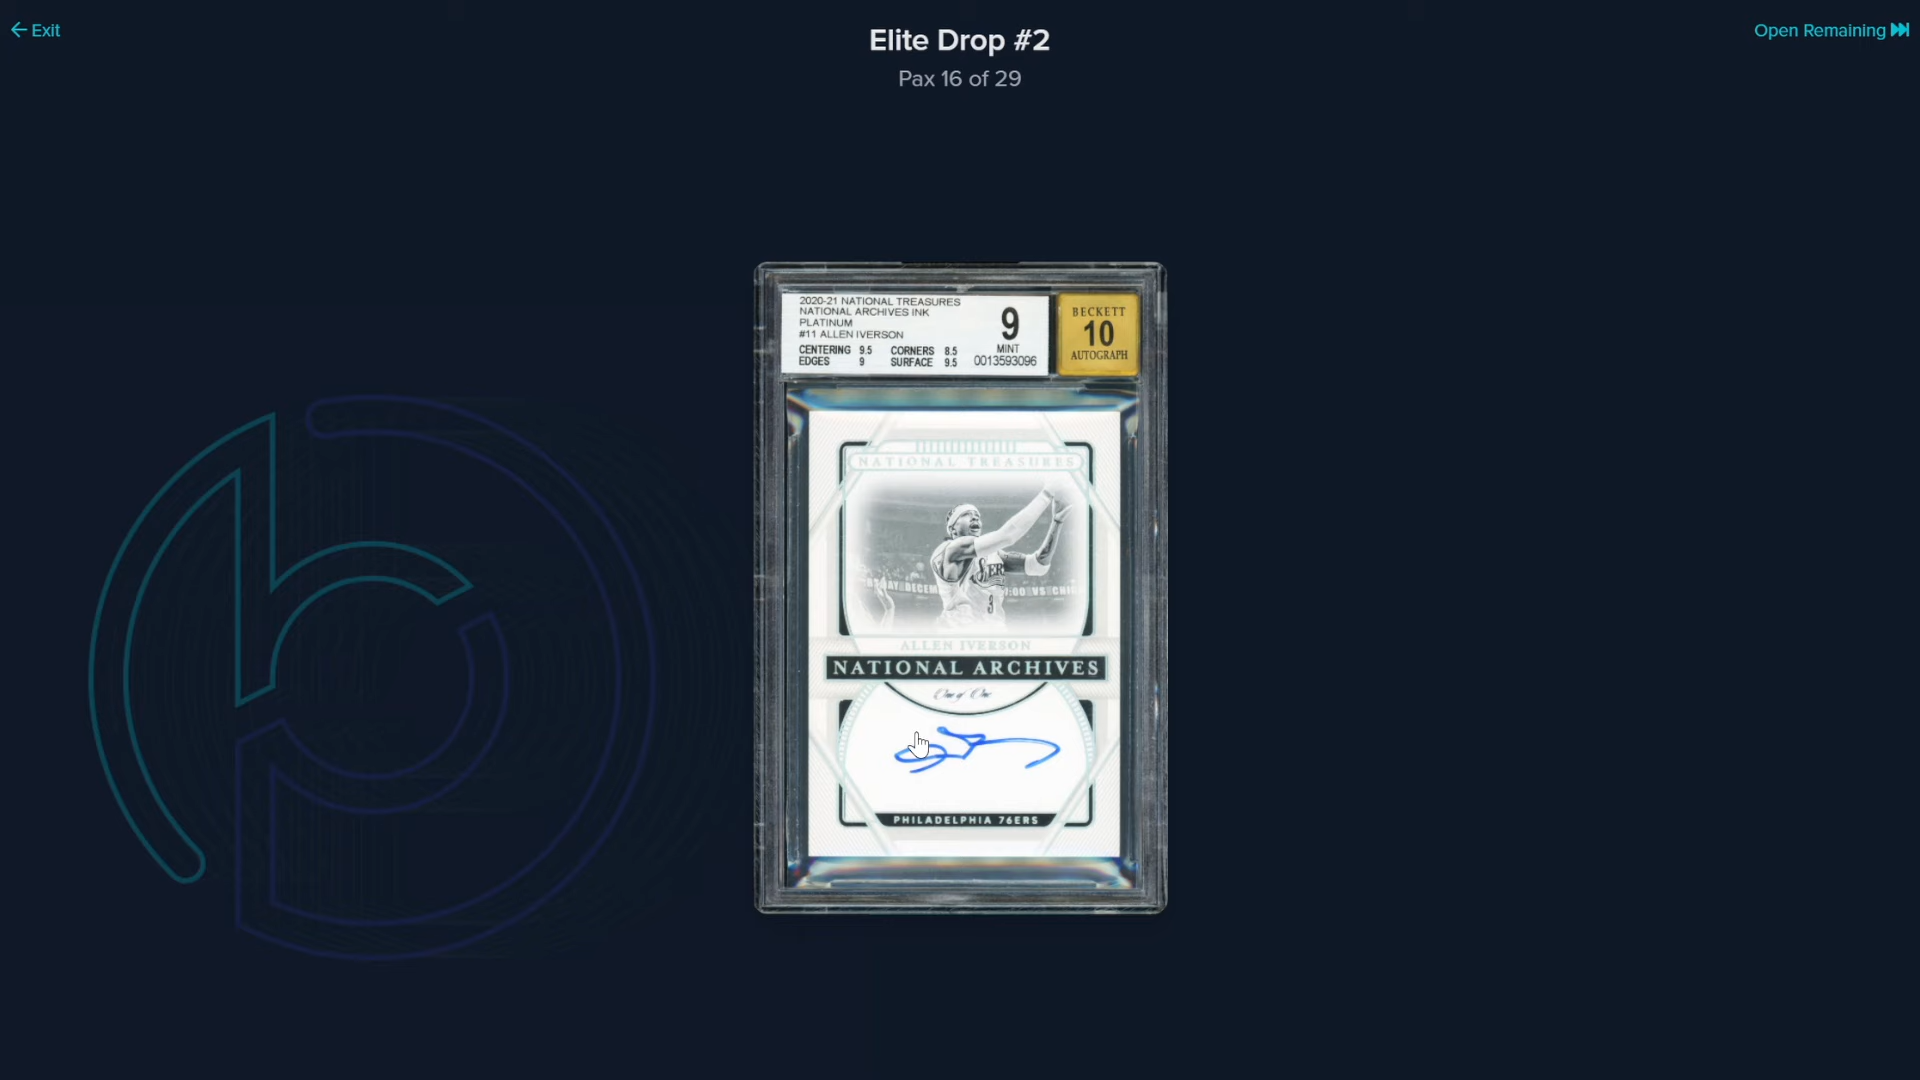 Exit
Elite Drop #2
Open Remaining
Pax 16 of 29
2020-21 NATIONAL TREASURES
NATIONAL ARCHIVES INK
PLATINUM
#11 ALLEN IVERSON
CENTERING 9.5 CORNERS 8.5
EDGES 9 SURFACE 9.5
9
MINT
0013593096
BECKETT
10
AUTOGRAPH
NATIONAL TREASURES
SIXERS
3
ALLEN IVERSON
NATIONAL ARCHIVES
One of One
PHILADELPHIA 76ERS